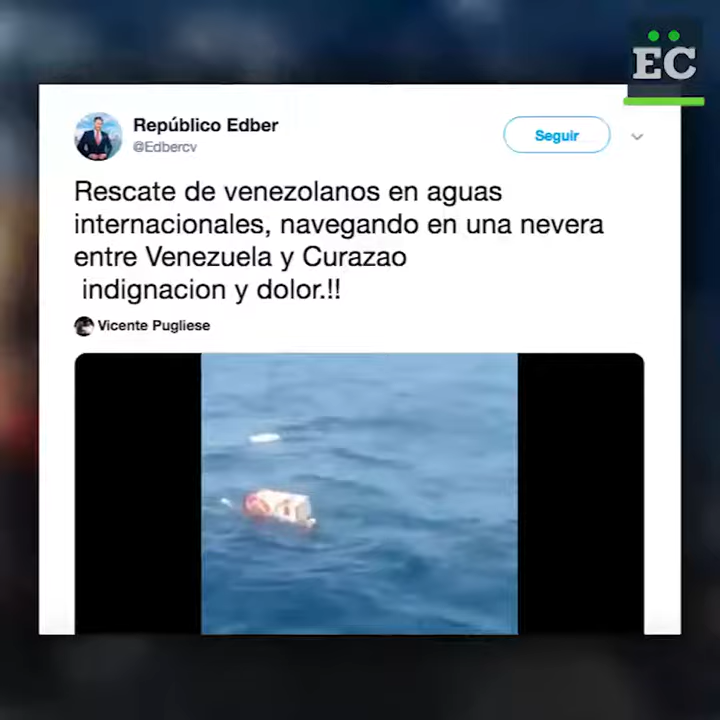 EC
Repúblico Edber
@Edbercv
Seguir
Rescate de venezolanos en aguas
internacionales, navegando en una nevera
entre Venezuela y Curazao
indignacion y dolor.!!
Vicente Pugliese